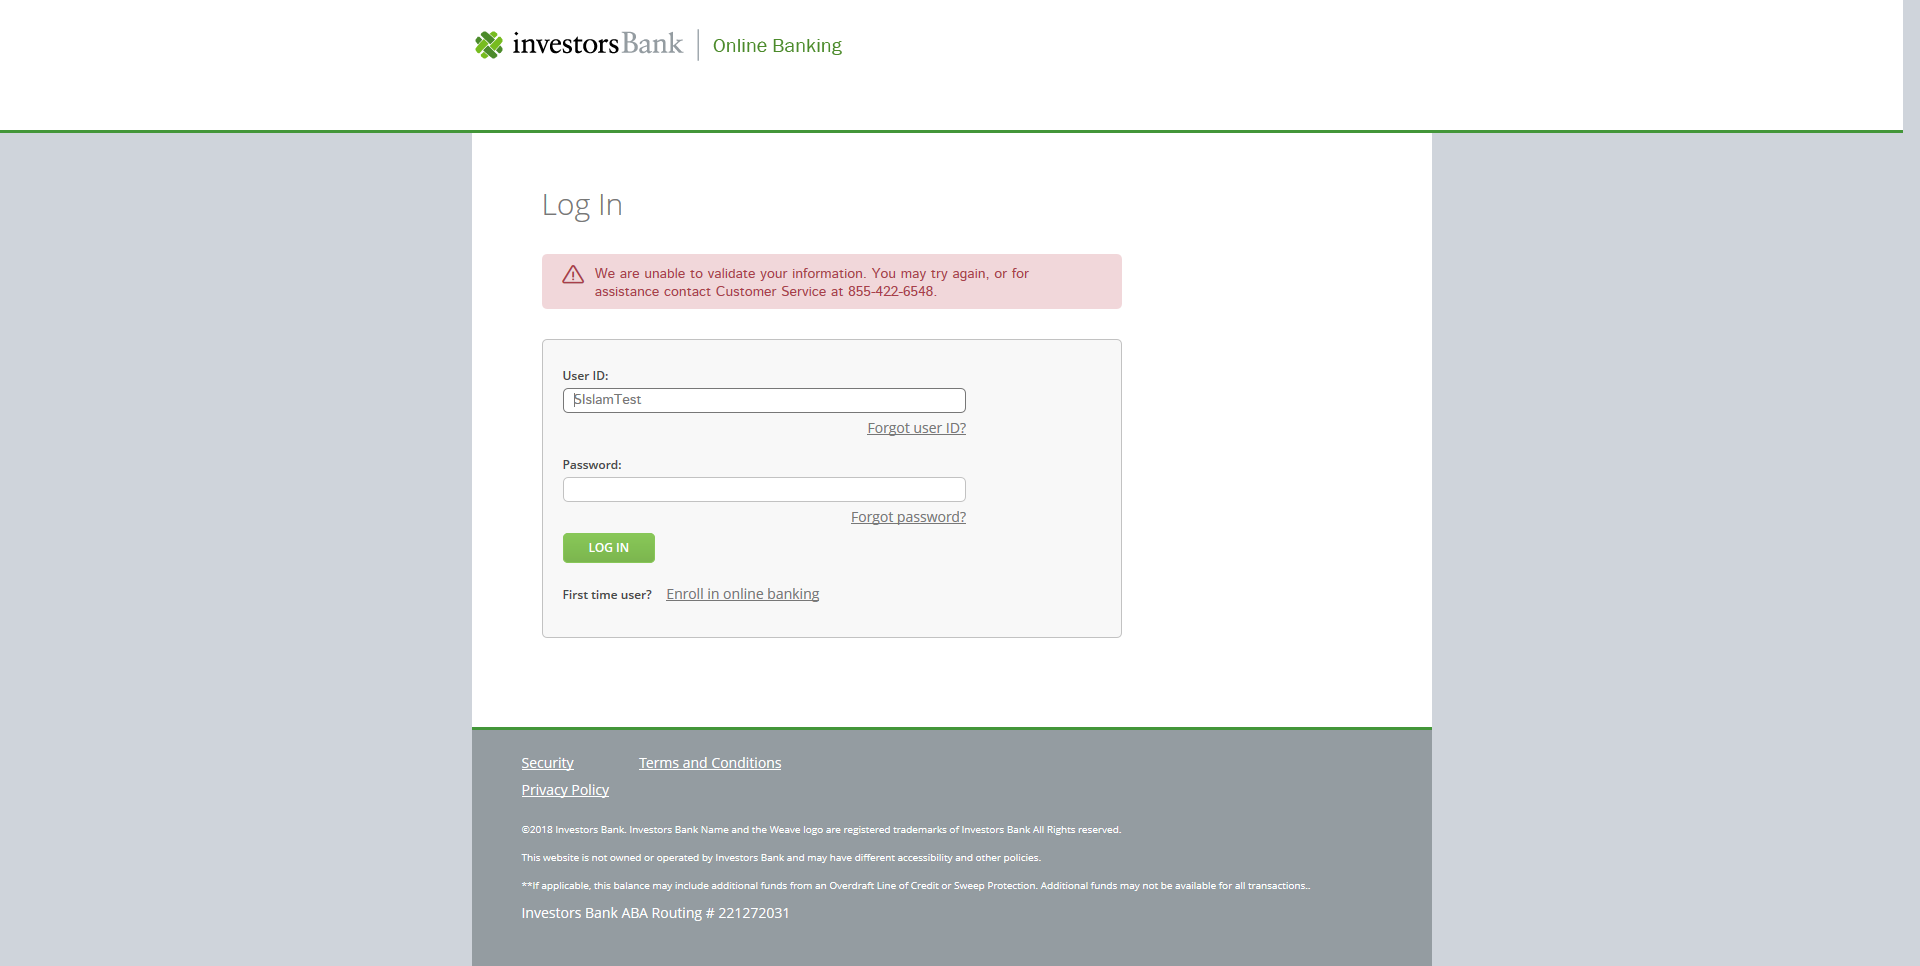 investorsBank | Online Banking
Log In
We are unable to validate your information. You may try again, or for
assistance contact Customer Service at 855-422-6548.
User ID:
SIslamTest
Forgot user ID?
Password:
Forgot password?
LOG IN
First time user? Enroll in online banking
Security Terms and Conditions
Privacy Policy
©2018 Investors Bank. Investors Bank Name and the Weave logo are registered trademarks of Investors Bank All Rights reserved.
This website is not owned or operated by Investors Bank and may have different accessibility and other policies.
**If applicable, this balance may include additional funds from an Overdraft Line of Credit or Sweep Protection. Additional funds may not be available for all transactions..
Investors Bank ABA Routing # 221272031